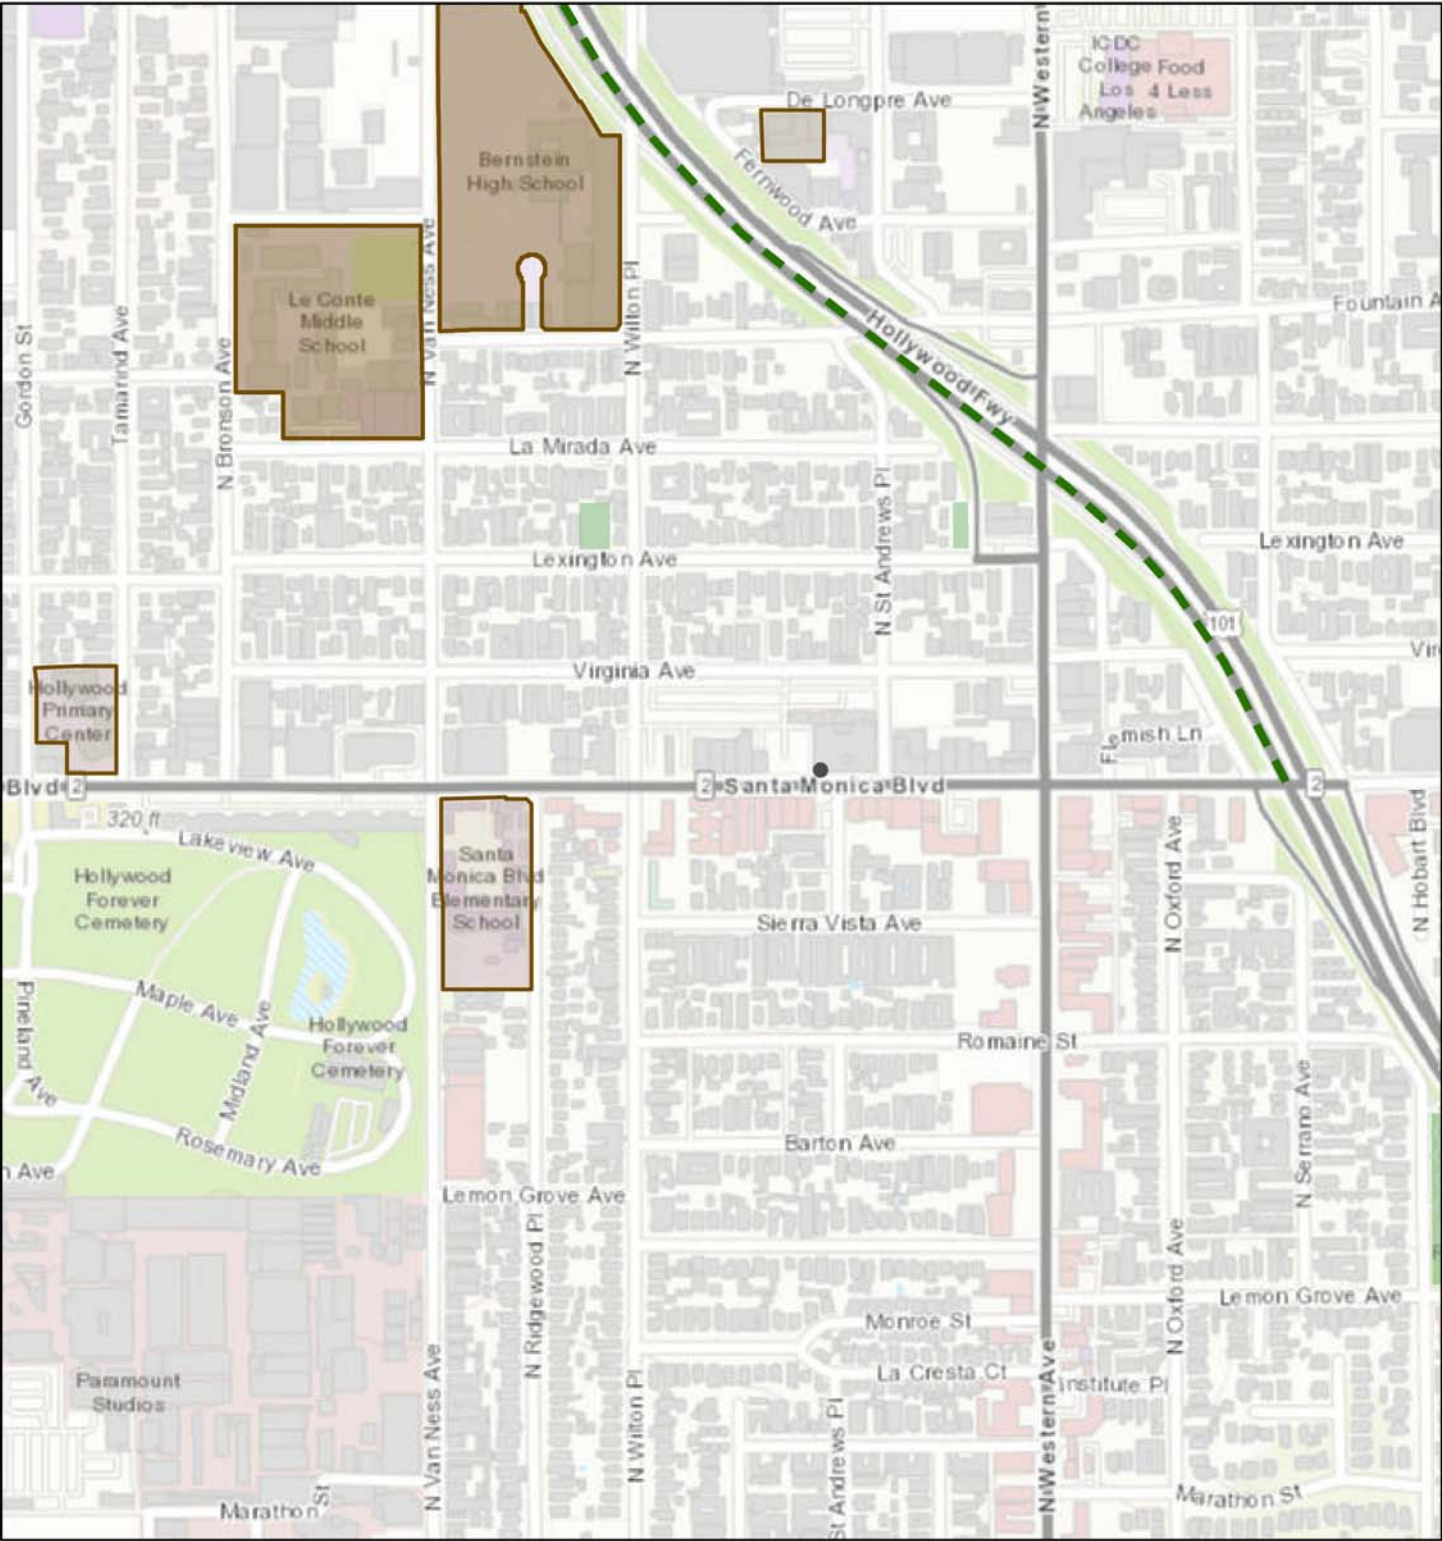 N Western
ICDC
College
Los
Angeles
Food
4 Less
De Longpre Ave
Bernstein
High School
Fernwood Ave
N Van Ness Ave
Le Conte
Middle
School
N Wilton Pl
Fountain A
Gordon St
Tamarind Ave
N Bronson Ave
Hollywood Fwy
La Mirada Ave
N St Andrews Pl
Lexington Ave
Lexington Ave
101
Virginia Ave
Vir
Hollywood
Primary
Center
Flemish Ln
Blvd
2
2
Santa Monica Blvd
2
320 ft
Lakeview Ave
N Hobart Blvd
Hollywood
Forever
Cemetery
Santa
Monica Blvd
Elementary
School
N Oxford Ave
Sierra Vista Ave
Pineland Ave
Maple Ave
Midland Ave
Hollywood
Forever
Cemetery
Romaine St
N Serrano Ave
Rosemary Ave
Barton Ave
n Ave
Lemon Grove Ave
N Ridgewood Pl
N Oxford Ave
Lemon Grove Ave
Monroe St
La Cresta Ct
Paramount
Studios
N Van Ness Ave
N Wilton Pl
St Andrews Pl
N Western Ave
Institute Pl
Marathon St
Marathon St